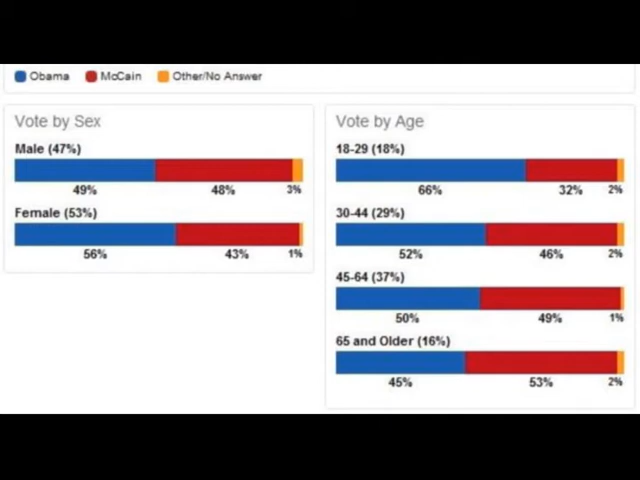 Obama McCain Other/No Answer
Vote by Sex
Male (47%)
49% 48% 3%
Female (53%)
56% 43% 1%
Vote by Age
18-29 (18%)
66% 32% 2%
30-44 (29%)
52% 46% 2%
45-64 (37%)
50% 49% 1%
65 and Older (16%)
45% 53% 2%